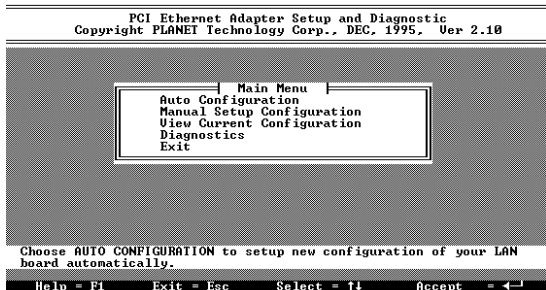 PCI Ethernet Adapter Setup and Diagnostic
Copyright PLANET Technology Corp., DEC, 1995, Ver 2.10
Main Menu
Auto Configuration
Manual Setup Configuration
View Current Configuration
Diagnostics
Exit
Choose AUTO CONFIGURATION to setup new configuration of your LAN
board automatically.
Help = F1 Exit = Esc Select = ↑↓ Accept = ↵